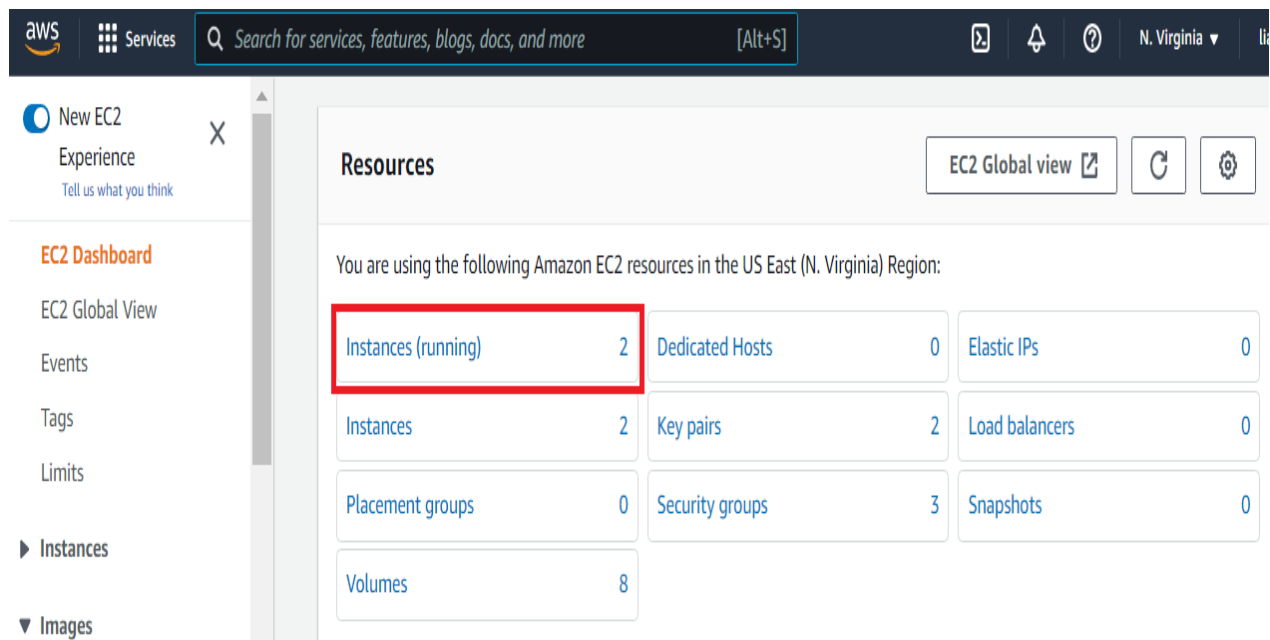 aws
Services
Search for services, features, blogs, docs, and more [Alt+S]
N. Virginia ▼
New EC2
Experience
Tell us what you think
EC2 Dashboard
EC2 Global View
Events
Tags
Limits
Instances
Images
Resources
EC2 Global view
You are using the following Amazon EC2 resources in the US East (N. Virginia) Region:
Instances (running) 2
Dedicated Hosts 0
Elastic IPs 0
Instances 2
Key pairs 2
Load balancers 0
Placement groups 0
Security groups 3
Snapshots 0
Volumes 8